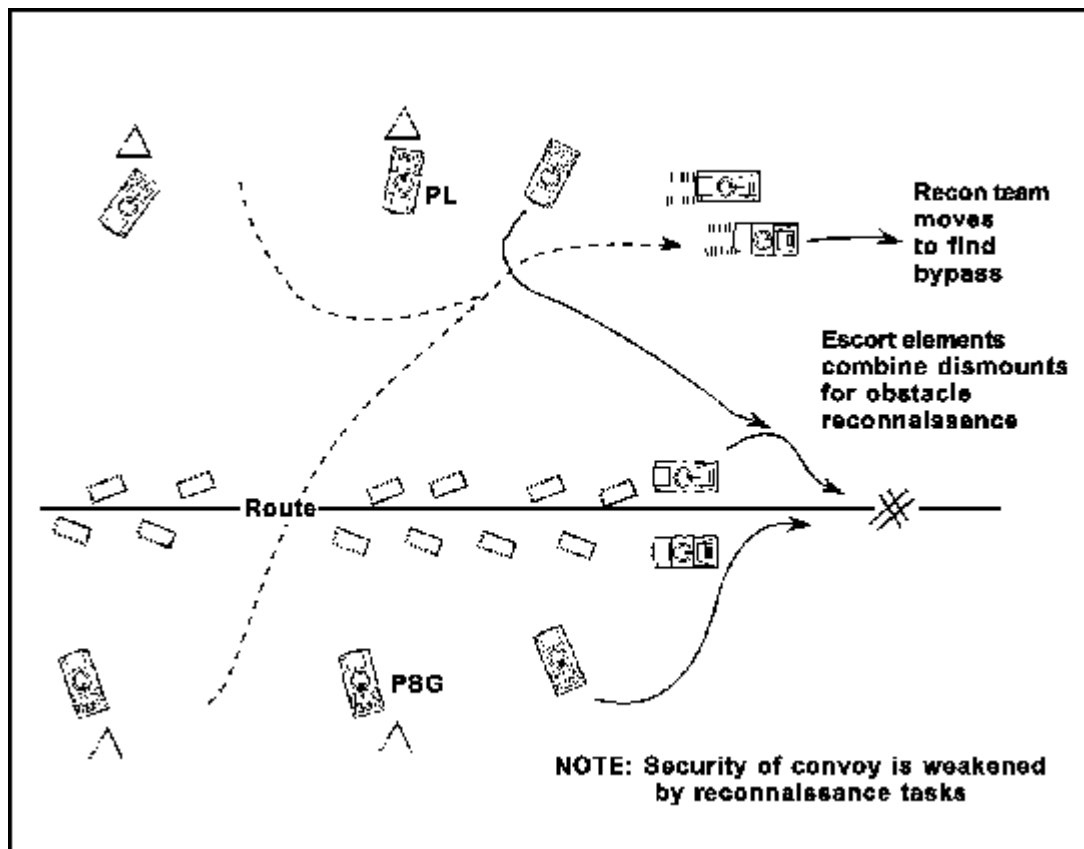 PL
Recon team
moves
to find
bypass
Escort elements
combine dismounts
for obstacle
reconnaissance
Route
PSG
NOTE: Security of convoy is weakened
by reconnaissance tasks